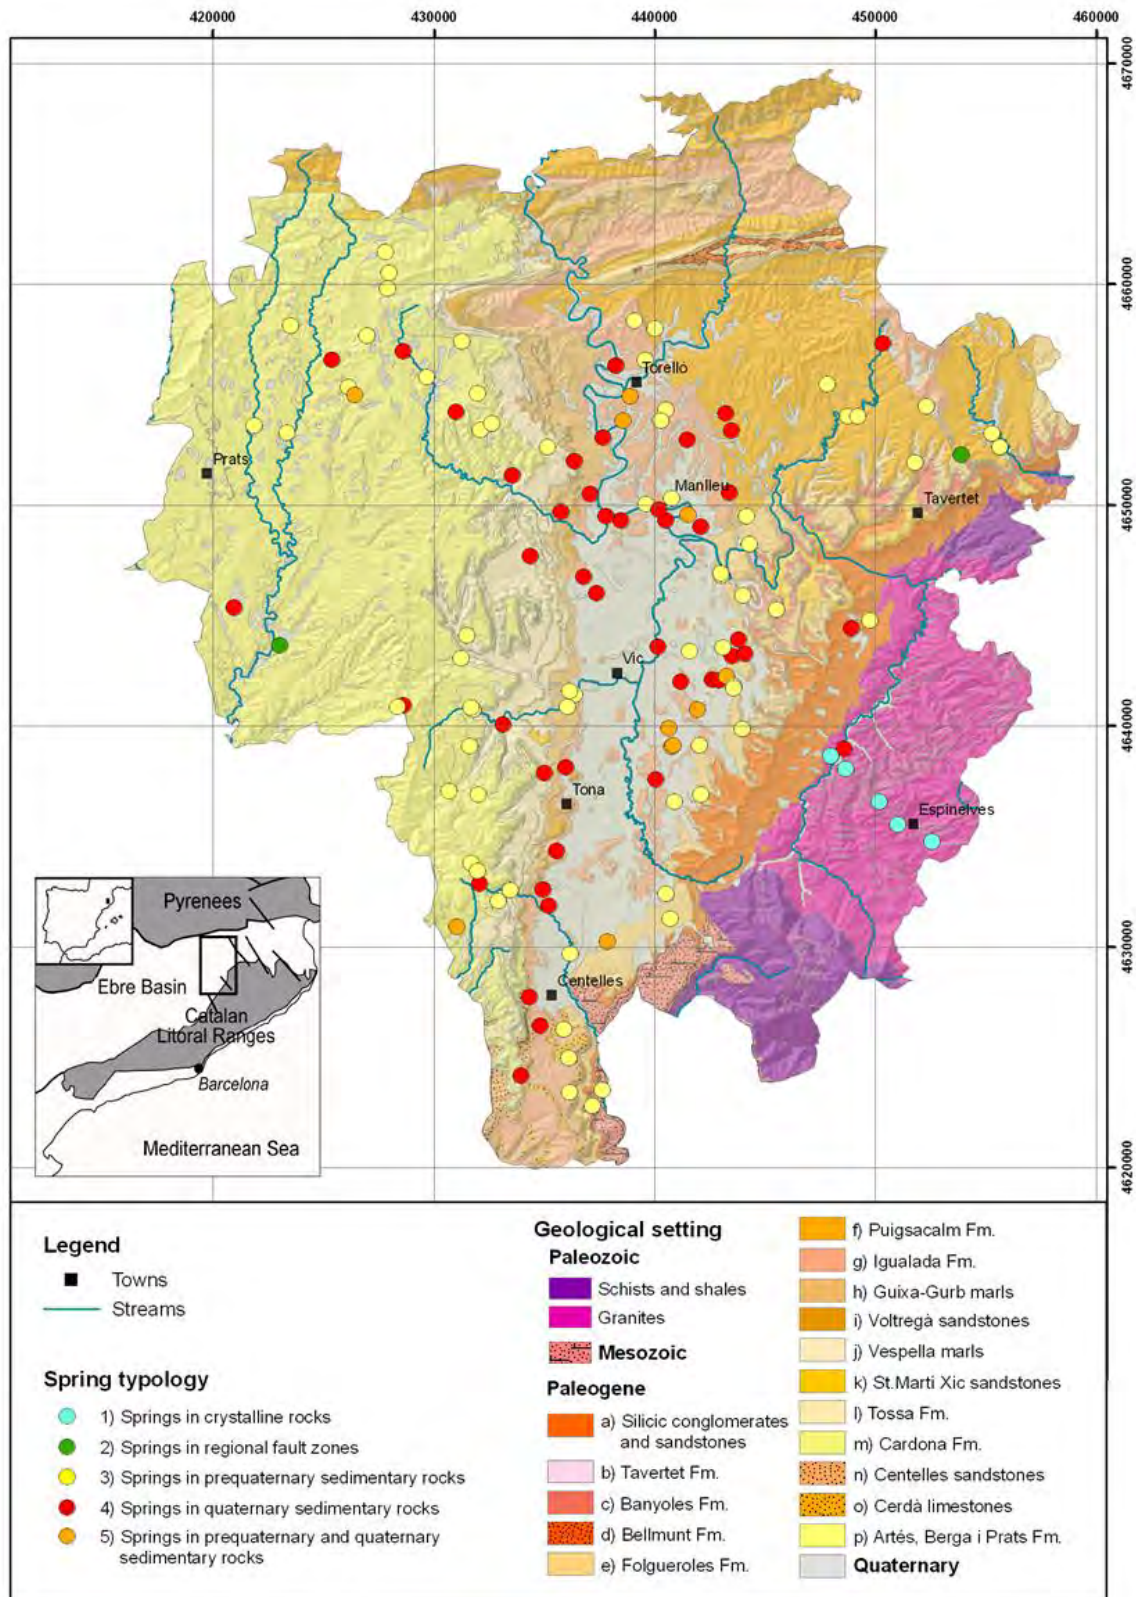 420000
430000
440000
450000
460000
4670000
4660000
4650000
4640000
4630000
4620000
Torelló
Prats
Manlleu
Tavertet
Vic
Tona
Espinelves
Centelles
Pyrenees
Ebre Basin
Catalan
Litoral Ranges
Barcelona
Mediterranean Sea
Legend
Towns
Streams
Spring typology
1) Springs in crystalline rocks
2) Springs in regional fault zones
3) Springs in prequaternary sedimentary rocks
4) Springs in quaternary sedimentary rocks
5) Springs in prequaternary and quaternary
sedimentary rocks
Geological setting
Paleozoic
Schists and shales
Granites
Mesozoic
Paleogene
a) Silicic conglomerates
and sandstones
b) Tavertet Fm.
c) Banyoles Fm.
d) Bellmunt Fm.
e) Folgueroles Fm.
f) Puigsacalm Fm.
g) Igualada Fm.
h) Guixa-Gurb marls
i) Voltregà sandstones
j) Vespella marls
k) St.Marti Xic sandstones
l) Tossa Fm.
m) Cardona Fm.
n) Centelles sandstones
o) Cerdà limestones
p) Artés, Berga i Prats Fm.
Quaternary